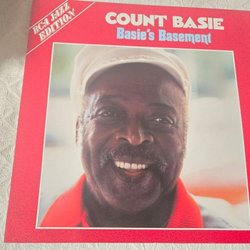 RCA JAZZ
EDITION
COUNT BASIE
Basie's Basement